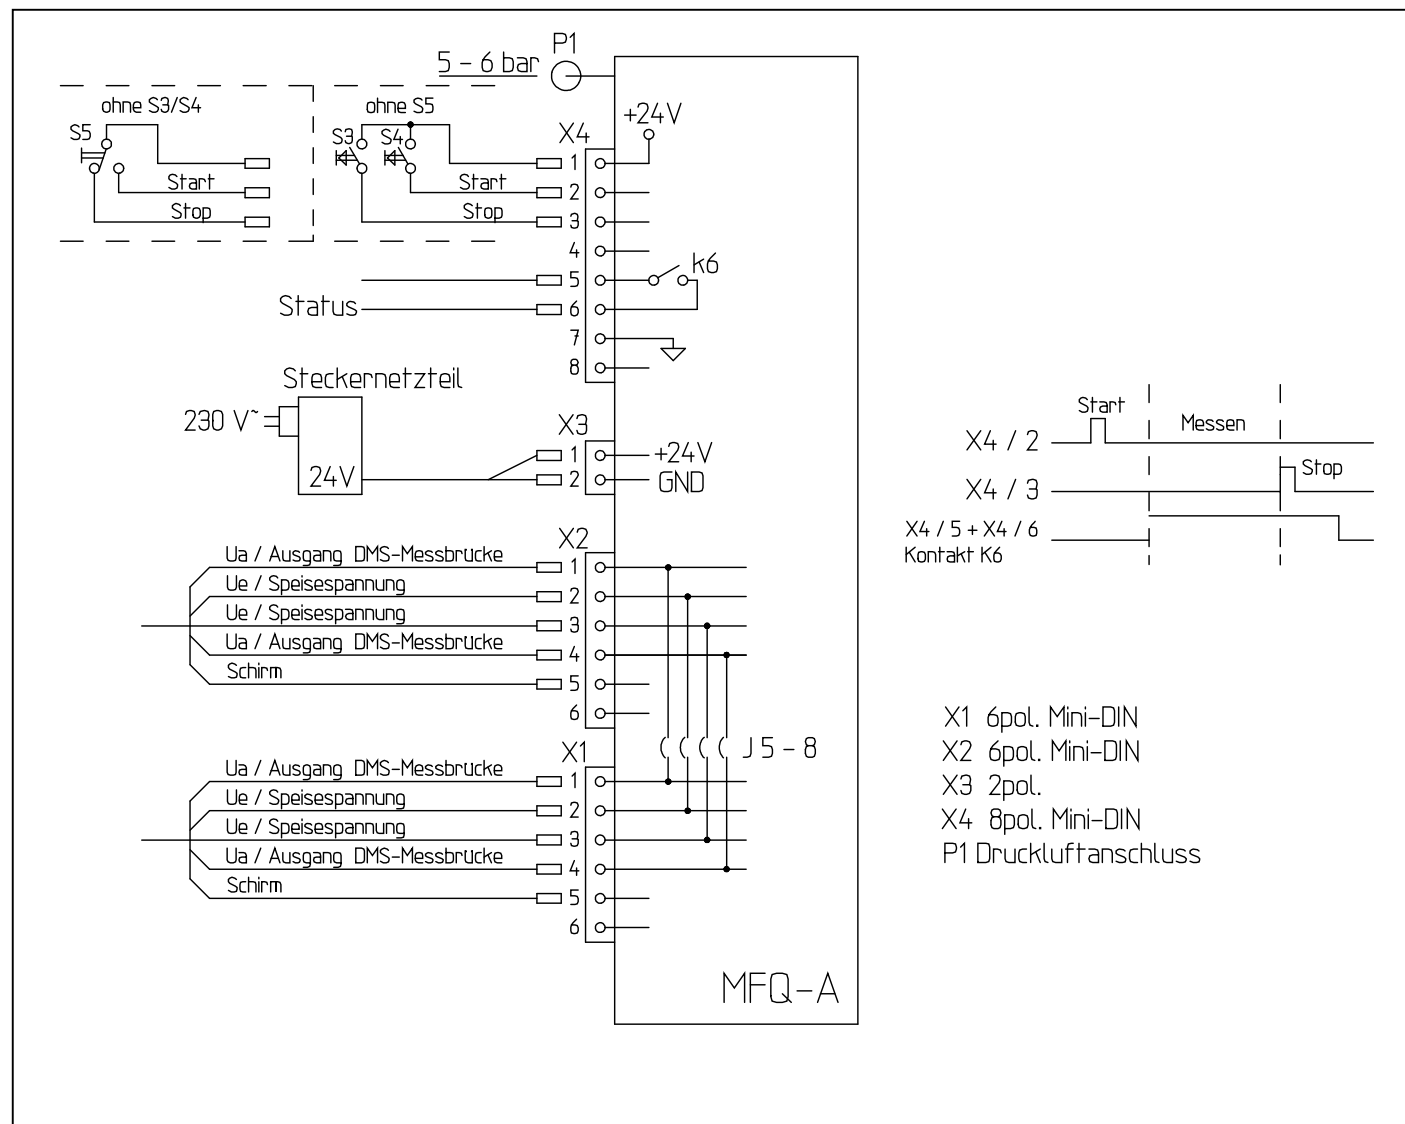 P1
5 - 6 bar
ohne S3/S4
ohne S5
+24V
S5
S3
S4
X4
1
Start
Start
2
Stop
Stop
3
4
5
k6
Status
6
7
8
Steckernetzteil
230 V~
X3
1
+24V
24V
2
GND
Start
Messen
X4 / 2
X4 / 3
Stop
X4 / 5 + X4 / 6
Kontakt K6
X2
Ua / Ausgang DMS-Messbrücke
1
Ue / Speisespannung
2
Ue / Speisespannung
3
Ua / Ausgang DMS-Messbrücke
4
Schirm
5
6
J 5 - 8
X1
Ua / Ausgang DMS-Messbrücke
1
Ue / Speisespannung
2
Ue / Speisespannung
3
Ua / Ausgang DMS-Messbrücke
4
Schirm
5
6
MFQ-A
X1 6pol. Mini-DIN
X2 6pol. Mini-DIN
X3 2pol.
X4 8pol. Mini-DIN
P1 Druckluftanschluss